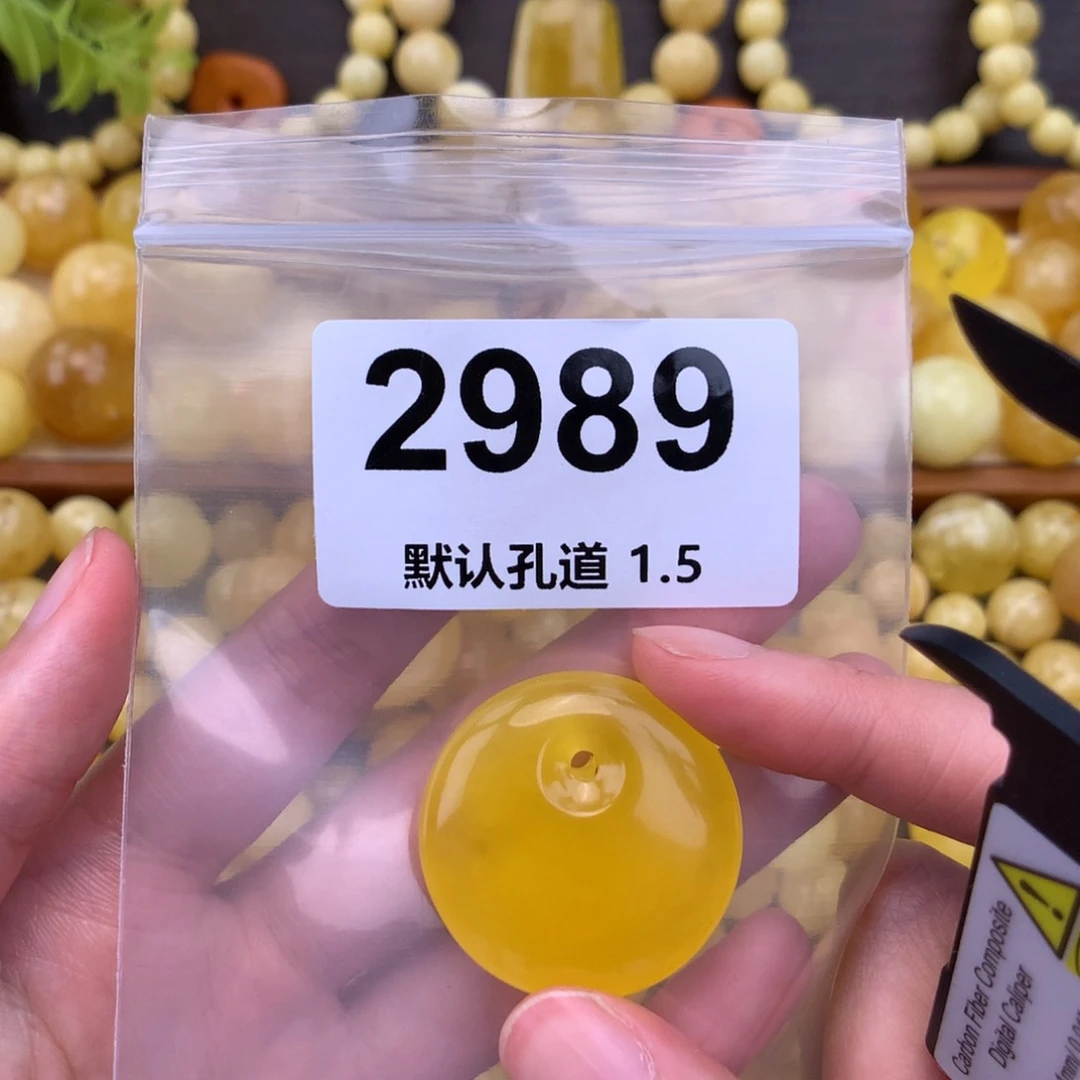 2989
默认孔道 1.5
Carbon Fiber Composite
Digital Caliper